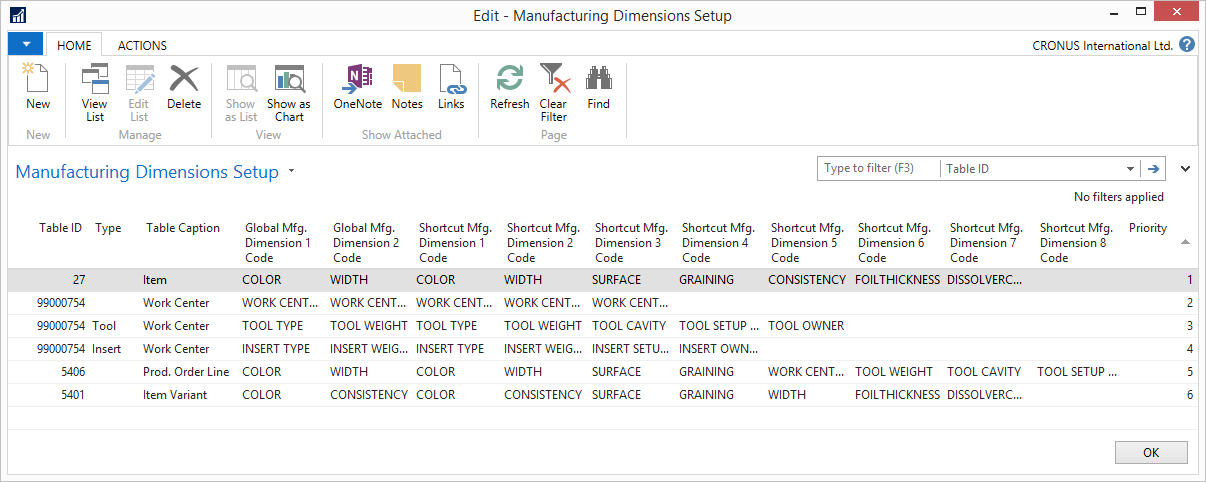 Edit - Manufacturing Dimensions Setup
HOME ACTIONS CRONUS International Ltd.
New View List Edit List Delete Show as List Show as Chart OneNote Notes Links Refresh Clear Filter Find
New Manage View Show Attached Page
Manufacturing Dimensions Setup Type to filter (F3) Table ID
No filters applied
Table ID Type Table Caption Global Mfg. Dimension 1 Code Global Mfg. Dimension 2 Code Shortcut Mfg. Dimension 1 Code Shortcut Mfg. Dimension 2 Code Shortcut Mfg. Dimension 3 Code Shortcut Mfg. Dimension 4 Code Shortcut Mfg. Dimension 5 Code Shortcut Mfg. Dimension 6 Code Shortcut Mfg. Dimension 7 Code Shortcut Mfg. Dimension 8 Code Priority
27 Item COLOR WIDTH COLOR WIDTH SURFACE GRAINING CONSISTENCY FOILTHICKNESS DISSOLVERC... 1
99000754 Work Center WORK CENT... WORK CENT... WORK CENT... WORK CENT... WORK CENT... 2
99000754 Tool Work Center TOOL TYPE TOOL WEIGHT TOOL TYPE TOOL WEIGHT TOOL CAVITY TOOL SETUP ... TOOL OWNER 3
99000754 Insert Work Center INSERT TYPE INSERT WEIG... INSERT TYPE INSERT WEIG... INSERT SETU... INSERT OWN... 4
5406 Prod. Order Line COLOR WIDTH COLOR WIDTH SURFACE GRAINING WORK CENT... TOOL WEIGHT TOOL CAVITY TOOL SETUP ... 5
5401 Item Variant COLOR CONSISTENCY COLOR CONSISTENCY SURFACE GRAINING WIDTH FOILTHICKNESS DISSOLVERC... 6
OK